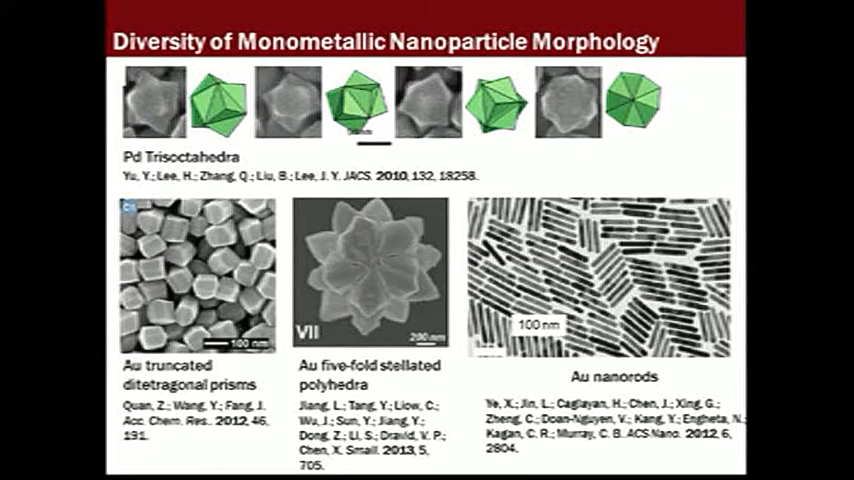 Diversity of Monometallic Nanoparticle Morphology
Pd Trisoctahedra
Yu, Y.; Lee, H.; Zhang, Q.; Liu, B.; Lee, J. Y. JACS. 2010, 132, 18258.
100 nm
VII
200 nm
100 nm
Au truncated
ditetragonal prisms
Quan, Z.; Wang, Y.; Fang, J.
Acc. Chem. Res.. 2012, 46,
191.
Au five-fold stellated
polyhedra
Jiang, L.; Tang, Y.; Liow, C.;
Wu, J.; Sun, Y.; Jiang, Y.;
Dong, Z.; Li, S.; Dravid, V. P.;
Chen, X. Small. 2013, 5,
705.
Au nanorods
Ye, X.; Jin, L.; Caglayan, H.; Chen, J.; Xing, G.;
Zheng, C.; Doan-Nguyen, V.; Kang, Y.; Engheta, N.;
Kagan, C. R.; Murray, C. B. ACS Nano. 2012, 6,
2804.